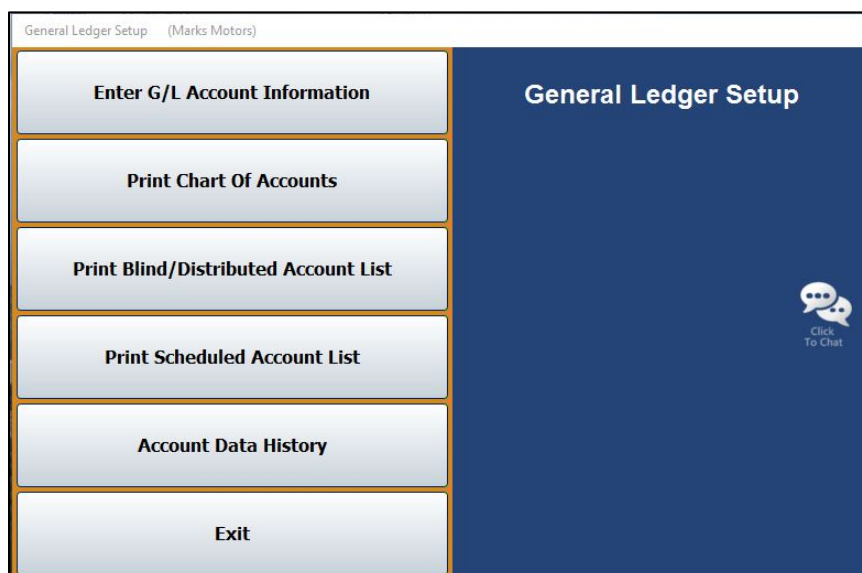 General Ledger Setup (Marks Motors)
Enter G/L Account Information
Print Chart Of Accounts
Print Blind/Distributed Account List
Print Scheduled Account List
Account Data History
Exit
General Ledger Setup
Click
To Chat